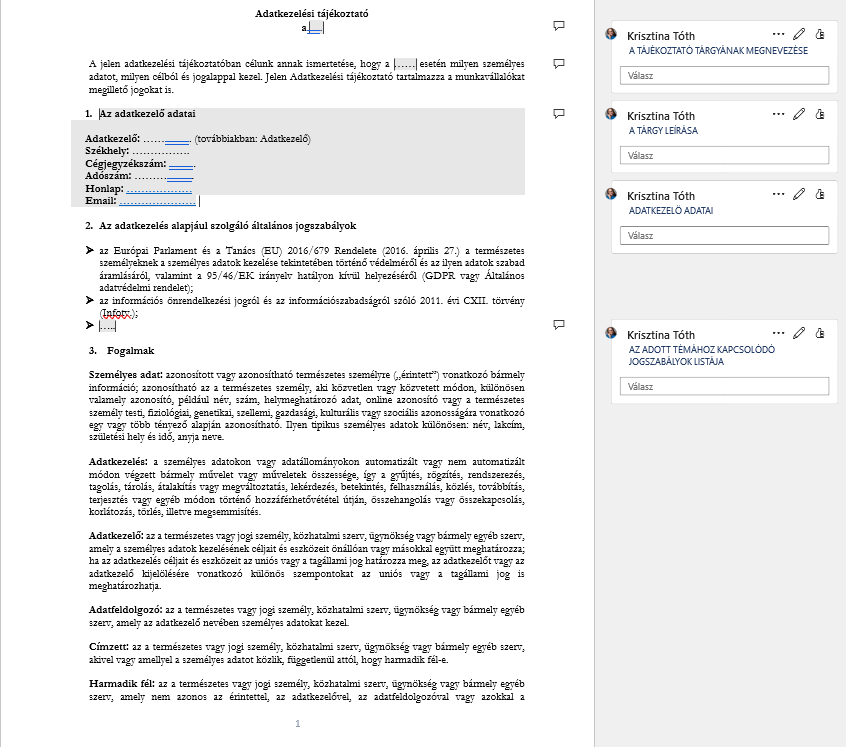 Adatkezelési tájékoztató
a
A jelen adatkezelési tájékoztatóban célunk annak ismertetése, hogy a ...... esetén milyen személyes
adatot, milyen célból és jogalappal kezel. Jelen Adatkezelési tájékoztató tartalmazza a munkavállalókat
megillető jogokat is.
1. Az adatkezelő adatai
Adatkezelő: ............ (továbbiakban: Adatkezelő)
Székhely: ..................
Cégjegyzékszám: ......
Adószám: ..................
Honlap: .....................
Email: ........................
2. Az adatkezelés alapjául szolgáló általános jogszabályok
➤ az Európai Parlament és a Tanács (EU) 2016/679 Rendelete (2016. április 27.) a természetes
személyeknek a személyes adatok kezelése tekintetében történő védelméről és az ilyen adatok szabad
áramlásáról, valamint a 95/46/EK irányelv hatályon kívül helyezéséről (GDPR vagy Általános
adatvédelmi rendelet);
➤ az információs önrendelkezési jogról és az információszabadságról szóló 2011. évi CXII. törvény
(Infotv.);
➤ .....
3. Fogalmak
Személyes adat: azonosított vagy azonosítható természetes személyre („érintett”) vonatkozó bármely
információ; azonosítható az a természetes személy, aki közvetlen vagy közvetett módon, különösen
valamely azonosító, például név, szám, helymeghatározó adat, online azonosító vagy a természetes
személy testi, fiziológiai, genetikai, szellemi, gazdasági, kulturális vagy szociális azonosságára vonatkozó
egy vagy több tényező alapján azonosítható. Ilyen tipikus személyes adatok különösen: név, lakcím,
születési hely és idő, anyja neve.
Adatkezelés: a személyes adatokon vagy adatállományokon automatizált vagy nem automatizált
módon végzett bármely művelet vagy műveletek összessége, így a gyűjtés, rögzítés, rendszerezés,
tagolás, tárolás, átalakítás vagy megváltoztatás, lekérdezés, betekintés, felhasználás, közlés, továbbítás,
terjesztés vagy egyéb módon történő hozzáférhetővététel útján, összehangolás vagy összekapcsolás,
korlátozás, törlés, illetve megsemmisítés.
Adatkezelő: az a természetes vagy jogi személy, közhatalmi szerv, ügynökség vagy bármely egyéb szerv,
amely a személyes adatok kezelésének céljait és eszközeit önállóan vagy másokkal együtt meghatározza;
ha az adatkezelés céljait és eszközeit az uniós vagy a tagállami jog határozza meg, az adatkezelőt vagy az
adatkezelő kijelölésére vonatkozó különös szempontokat az uniós vagy a tagállami jog is
meghatározhatja.
Adatfeldolgozó: az a természetes vagy jogi személy, közhatalmi szerv, ügynökség vagy bármely egyéb
szerv, amely az adatkezelő nevében személyes adatokat kezel.
Címzett: az a természetes vagy jogi személy, közhatalmi szerv, ügynökség vagy bármely egyéb szerv,
akivel vagy amellyel a személyes adatot közlik, függetlenül attól, hogy harmadik fél-e.
Harmadik fél: az a természetes vagy jogi személy, közhatalmi szerv, ügynökség vagy bármely egyéb
szerv, amely nem azonos az érintettel, az adatkezelővel, az adatfeldolgozóval vagy azokkal a
1
Krisztina Tóth
A TÁJÉKOZTATÓ TÁRGYÁNAK MEGNEVEZÉSE
Válasz
Krisztina Tóth
A TÁRGY LEÍRÁSA
Válasz
Krisztina Tóth
ADATKEZELŐ ADATAI
Válasz
Krisztina Tóth
AZ ADOTT TÉMÁHOZ KAPCSOLÓDÓ
JOGSZABÁLYOK LISTÁJA
Válasz